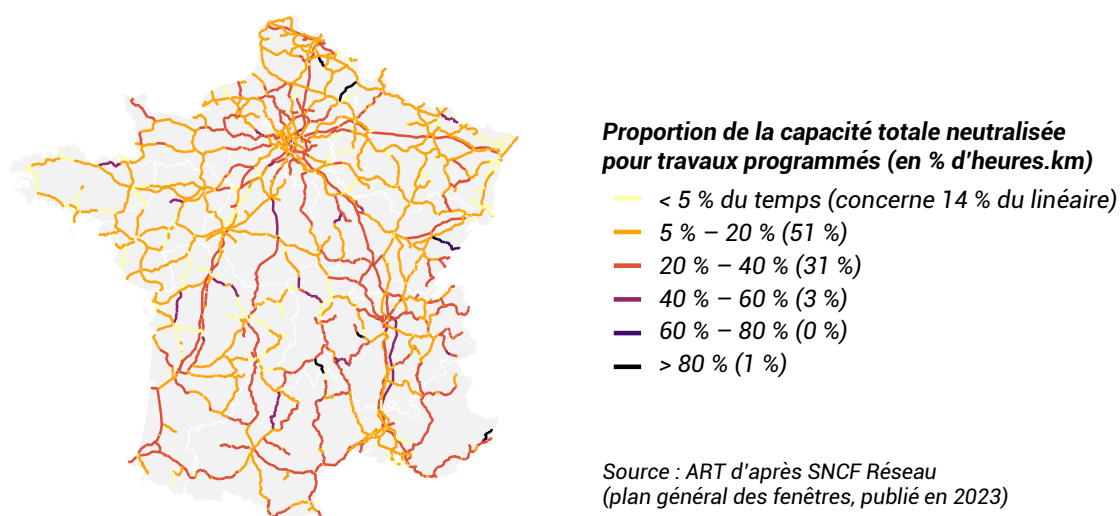 Proportion de la capacité totale neutralisée
pour travaux programmés (en % d'heures.km)
< 5 % du temps (concerne 14 % du linéaire)
5 % – 20 % (51 %)
20 % – 40 % (31 %)
40 % – 60 % (3 %)
60 % – 80 % (0 %)
> 80 % (1 %)
Source : ART d'après SNCF Réseau
(plan général des fenêtres, publié en 2023)